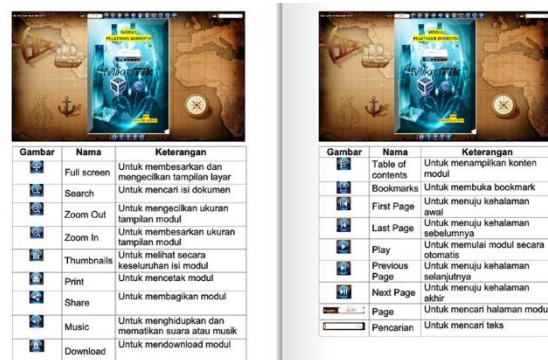 MODUL
PELATIHAN MIKROTIK
MikroTik
Gambar Nama Keterangan
Full screen Untuk membesarkan dan
mengecilkan tampilan layar
Search Untuk mencari isi dokumen
Zoom Out Untuk mengecilkan ukuran
tampilan modul
Zoom In Untuk membesarkan ukuran
tampilan modul
Thumbnails Untuk melihat secara
keseluruhan isi modul
Print Untuk mencetak modul
Share Untuk membagikan modul
Music Untuk menghidupkan dan
mematikan suara atau musik
Download Untuk mendownload modul
MODUL
PELATIHAN MIKROTIK
MikroTik
Gambar Nama Keterangan
Table of
contents Untuk menampilkan konten
modul
Bookmarks Untuk membuka bookmark
First Page Untuk menuju kehalaman
awal
Last Page Untuk menuju kehalaman
sebelumnya
Play Untuk memulai modul secara
otomatis
Previous
Page Untuk menuju kehalaman
selanjutnya
Next Page Untuk menuju kehalaman
akhir
Page Untuk mencari halaman modu
Pencarian Untuk mencari teks